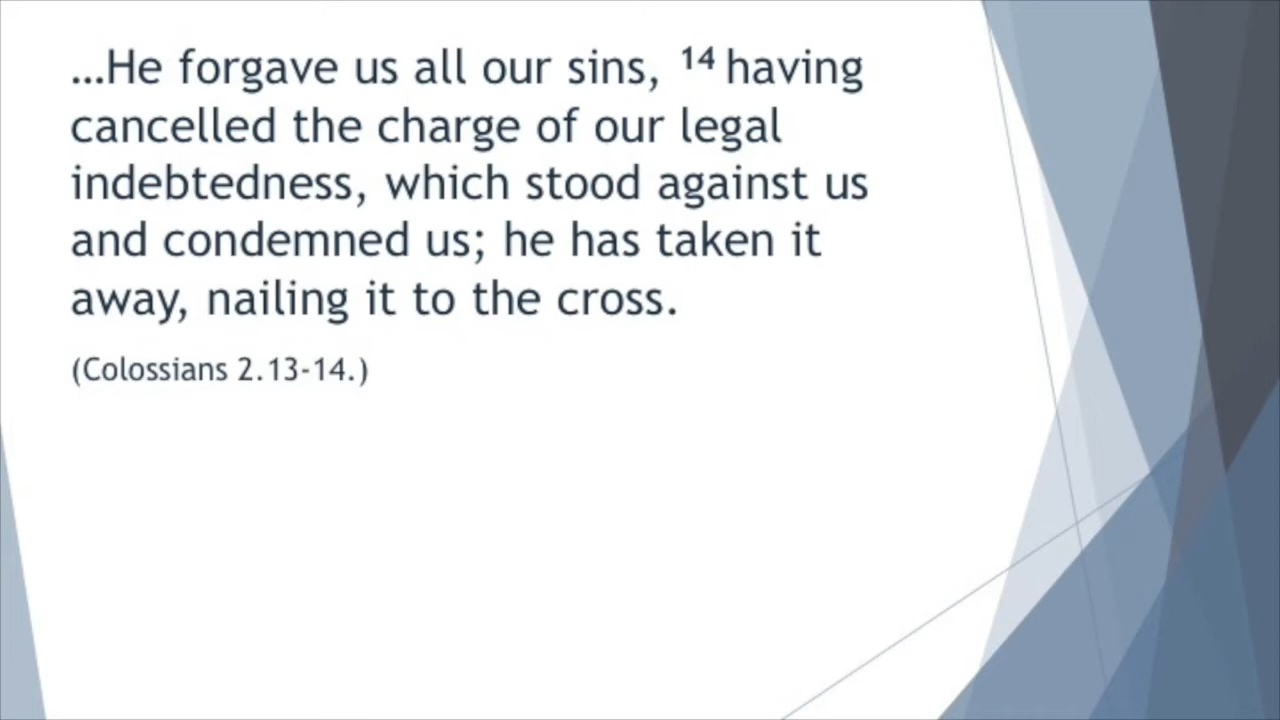 …He forgave us all our sins, ¹⁴ having
cancelled the charge of our legal
indebtedness, which stood against us
and condemned us; he has taken it
away, nailing it to the cross.
(Colossians 2.13-14.)